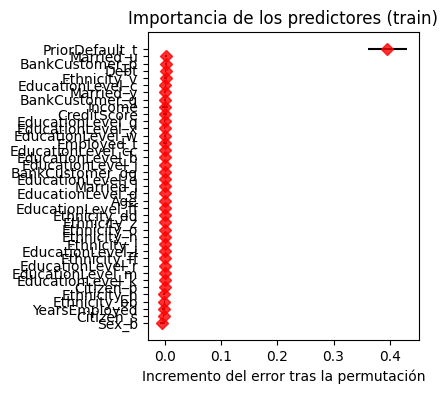 Importancia de los predictores (train)
PriorDefault_t
Married_u
BankCustomer_p
Debt
Ethnicity_v
EducationLevel_c
Married_y
BankCustomer_g
Income
CreditScore
EducationLevel_q
EducationLevel_x
EducationLevel_w
Employed_t
EducationLevel_cc
EducationLevel_b
EducationLevel_j
BankCustomer_gg
EducationLevel_e
Married_l
EducationLevel_d
Age
EducationLevel_ff
Ethnicity_dd
Ethnicity_z
Ethnicity_o
Ethnicity_n
Ethnicity_j
EducationLevel_i
Ethnicity_ff
EducationLevel_r
EducationLevel_m
EducationLevel_k
Citizen_p
Ethnicity_h
Ethnicity_bb
YearsEmployed
Citizen_s
Sex_b
0.0 0.1 0.2 0.3 0.4
Incremento del error tras la permutación